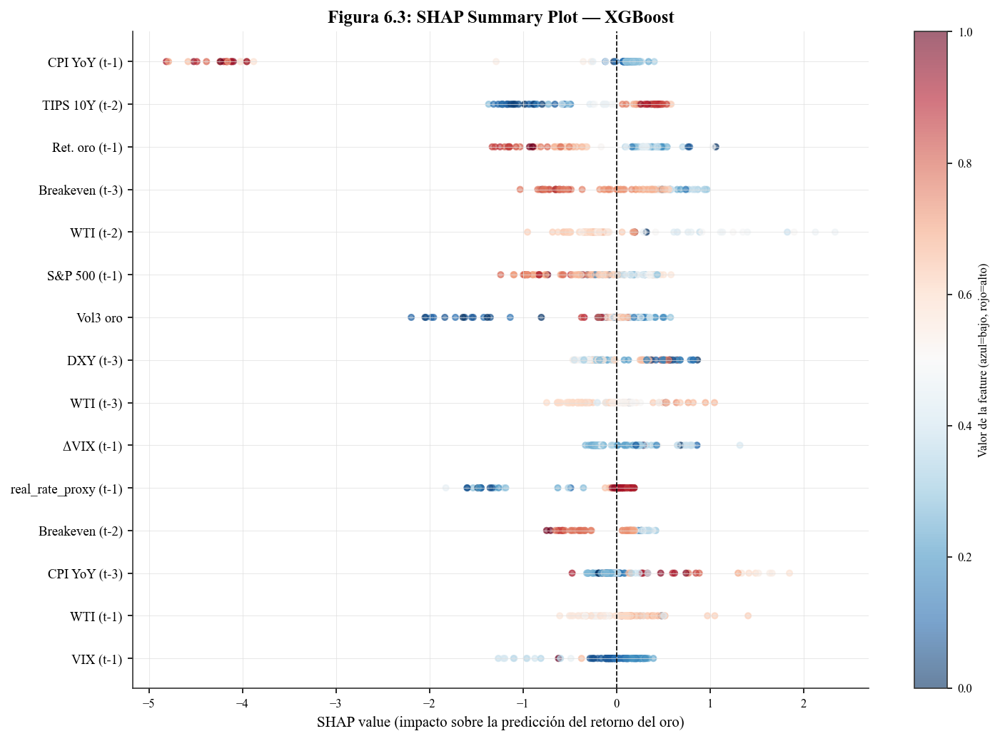 Figura 6.3: SHAP Summary Plot — XGBoost
CPI YoY (t-1)
TIPS 10Y (t-2)
Ret. oro (t-1)
Breakeven (t-3)
WTI (t-2)
S&P 500 (t-1)
Vol3 oro
DXY (t-3)
WTI (t-3)
ΔVIX (t-1)
real_rate_proxy (t-1)
Breakeven (t-2)
CPI YoY (t-3)
WTI (t-1)
VIX (t-1)
−5 −4 −3 −2 −1 0 1 2
SHAP value (impacto sobre la predicción del retorno del oro)
1.0
0.8
0.6
0.4
0.2
0.0
Valor de la feature (azul=bajo, rojo=alto)